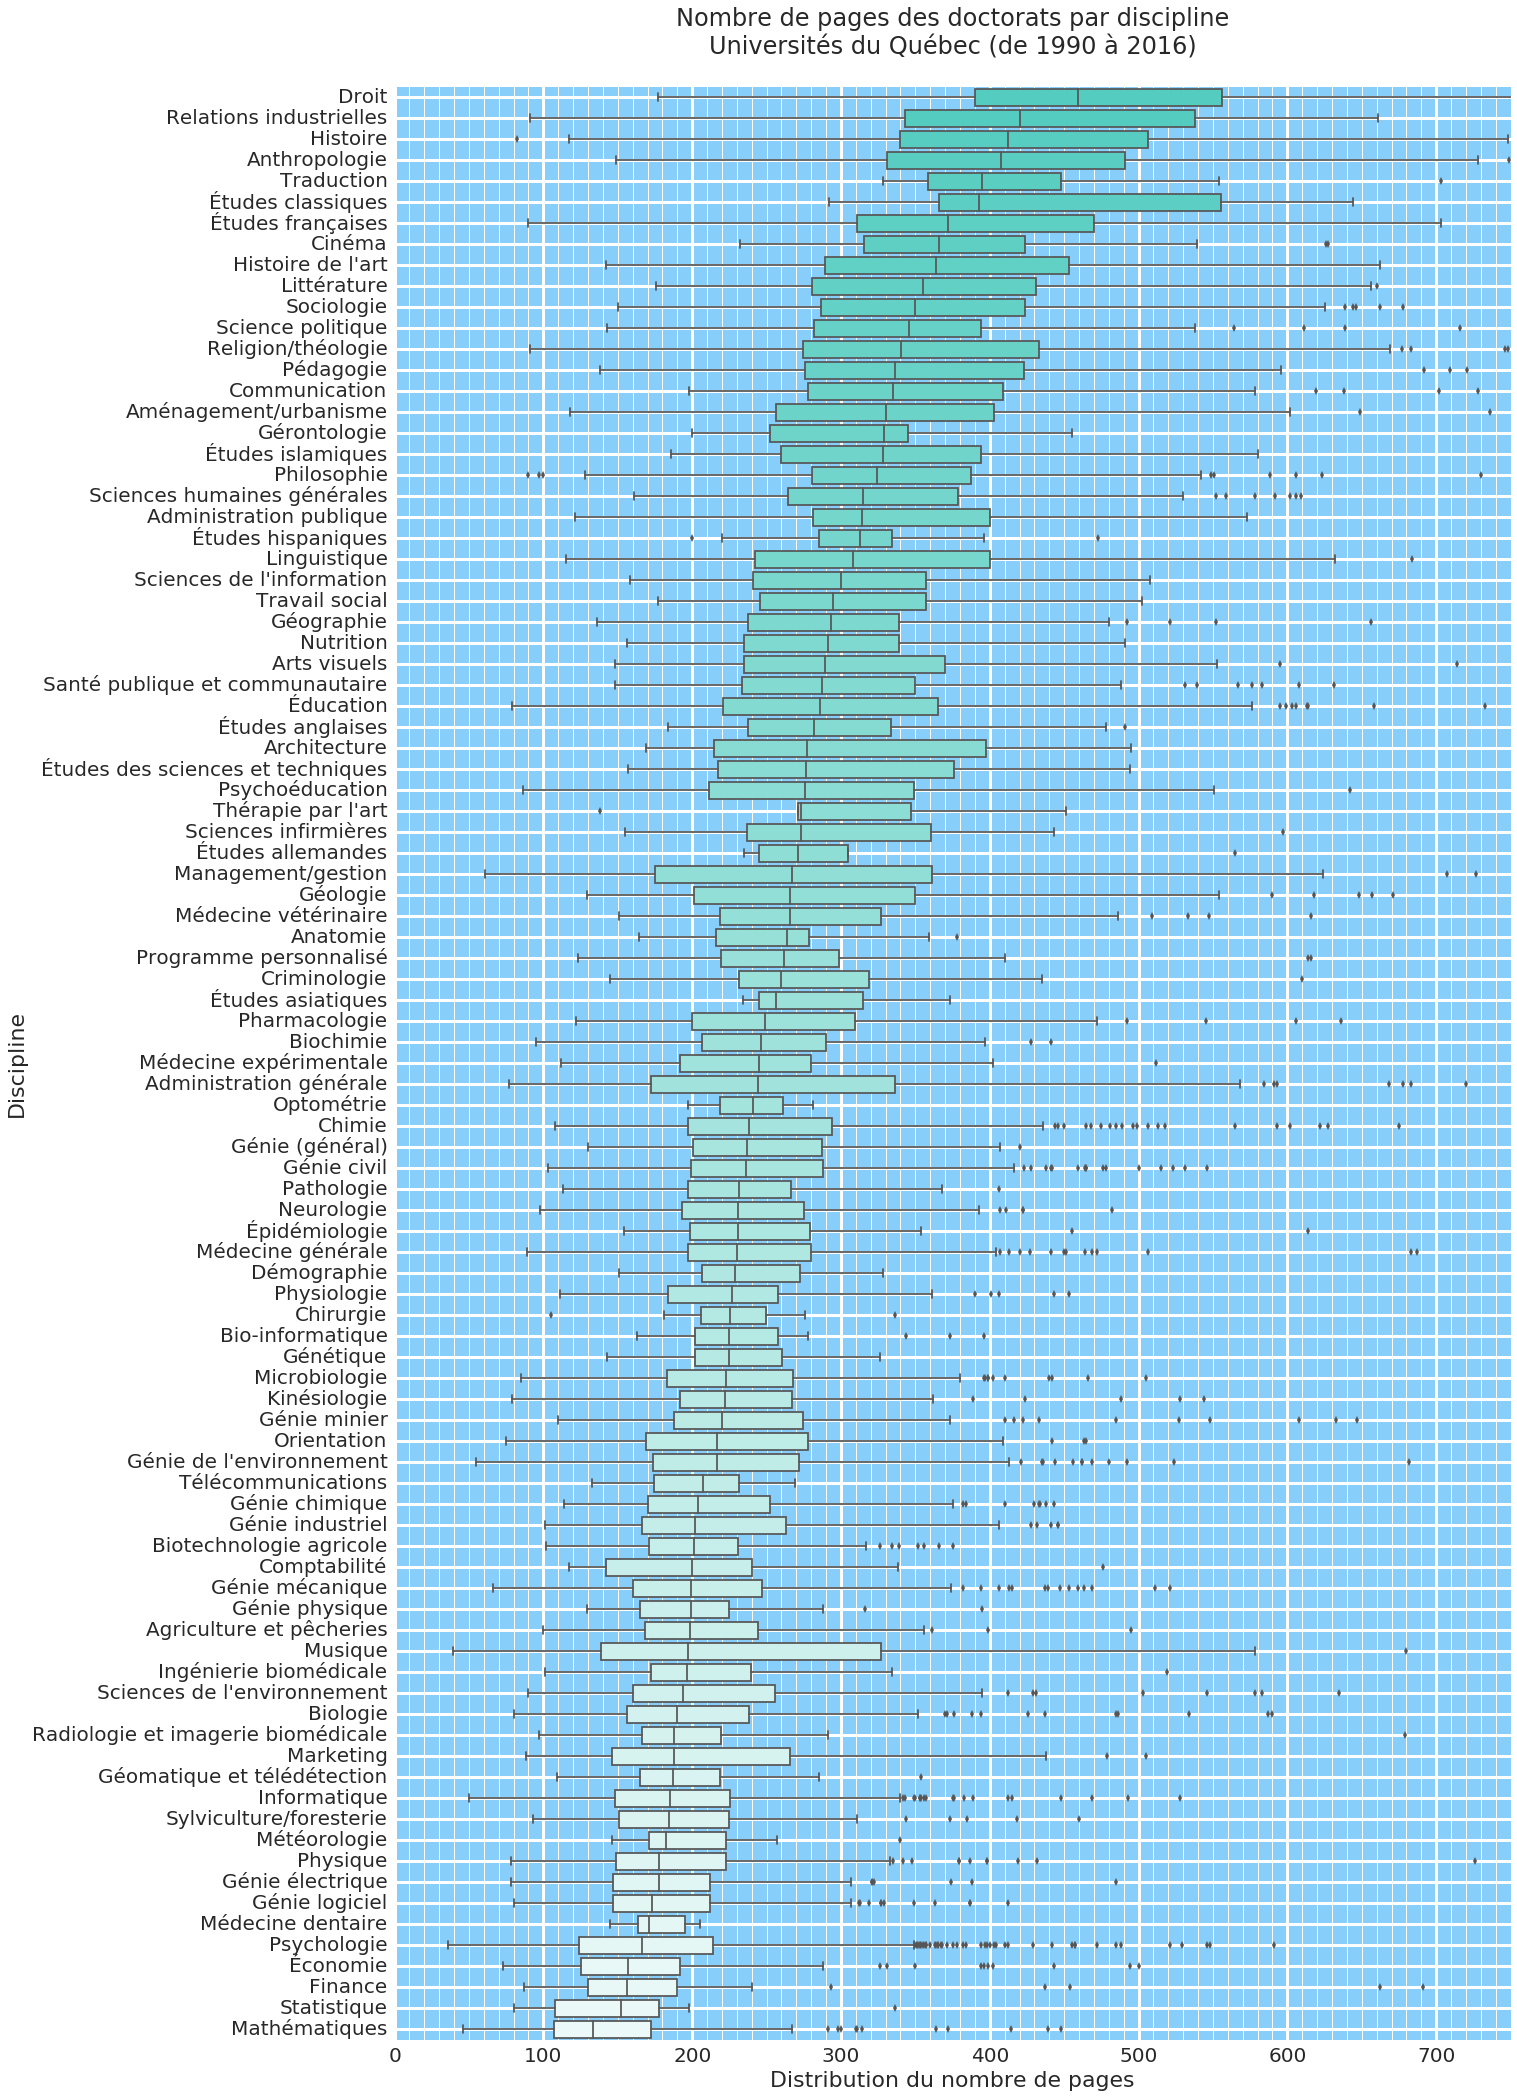 Nombre de pages des doctorats par discipline
Universités du Québec (de 1990 à 2016)
Discipline
Droit
Relations industrielles
Histoire
Anthropologie
Traduction
Études classiques
Études françaises
Cinéma
Histoire de l'art
Littérature
Sociologie
Science politique
Religion/théologie
Pédagogie
Communication
Aménagement/urbanisme
Gérontologie
Études islamiques
Philosophie
Sciences humaines générales
Administration publique
Études hispaniques
Linguistique
Sciences de l'information
Travail social
Géographie
Nutrition
Arts visuels
Santé publique et communautaire
Éducation
Études anglaises
Architecture
Études des sciences et techniques
Psychoéducation
Thérapie par l'art
Sciences infirmières
Études allemandes
Management/gestion
Géologie
Médecine vétérinaire
Anatomie
Programme personnalisé
Criminologie
Études asiatiques
Pharmacologie
Biochimie
Médecine expérimentale
Administration générale
Optométrie
Chimie
Génie (général)
Génie civil
Pathologie
Neurologie
Épidémiologie
Médecine générale
Démographie
Physiologie
Chirurgie
Bio-informatique
Génétique
Microbiologie
Kinésiologie
Génie minier
Orientation
Génie de l'environnement
Télécommunications
Génie chimique
Génie industriel
Biotechnologie agricole
Comptabilité
Génie mécanique
Génie physique
Agriculture et pêcheries
Musique
Ingénierie biomédicale
Sciences de l'environnement
Biologie
Radiologie et imagerie biomédicale
Marketing
Géomatique et télédétection
Informatique
Sylviculture/foresterie
Météorologie
Physique
Génie électrique
Génie logiciel
Médecine dentaire
Psychologie
Économie
Finance
Statistique
Mathématiques
0 100 200 300 400 500 600 700
Distribution du nombre de pages